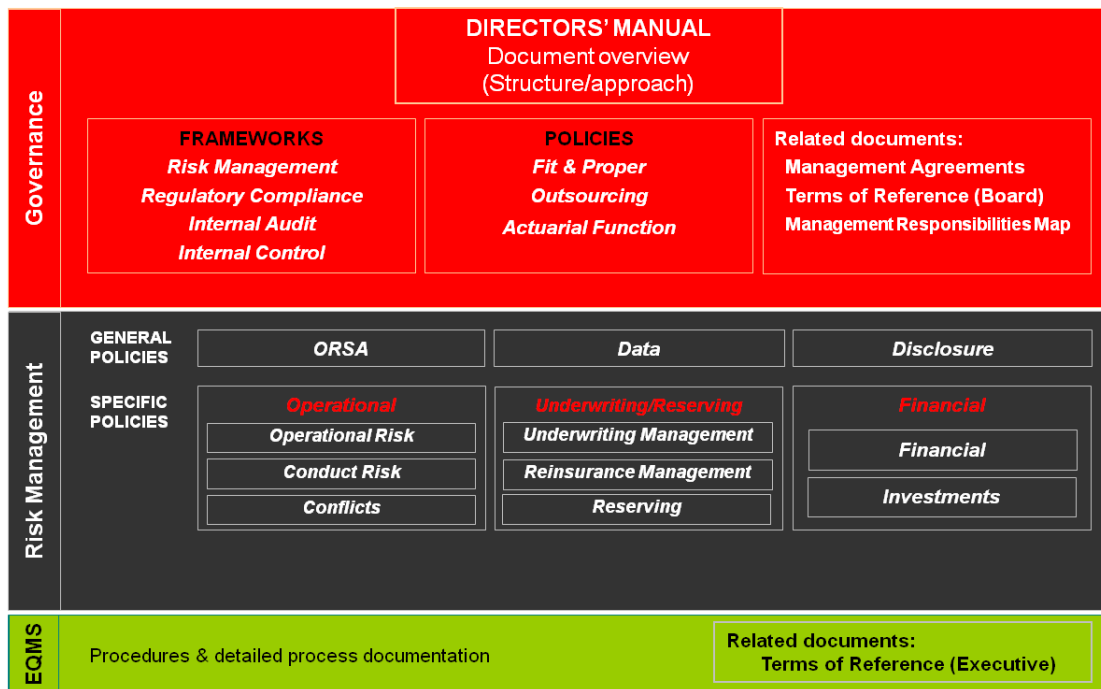 DIRECTORS' MANUAL
Document overview
(Structure/approach)
Governance
FRAMEWORKS
Risk Management
Regulatory Compliance
Internal Audit
Internal Control
POLICIES
Fit & Proper
Outsourcing
Actuarial Function
Related documents:
Management Agreements
Terms of Reference (Board)
Management Responsibilities Map
Risk Management
GENERAL
POLICIES
ORSA
Data
Disclosure
SPECIFIC
POLICIES
Operational
Operational Risk
Conduct Risk
Conflicts
Underwriting/Reserving
Underwriting Management
Reinsurance Management
Reserving
Financial
Financial
Investments
EQMS
Procedures & detailed process documentation
Related documents:
Terms of Reference (Executive)